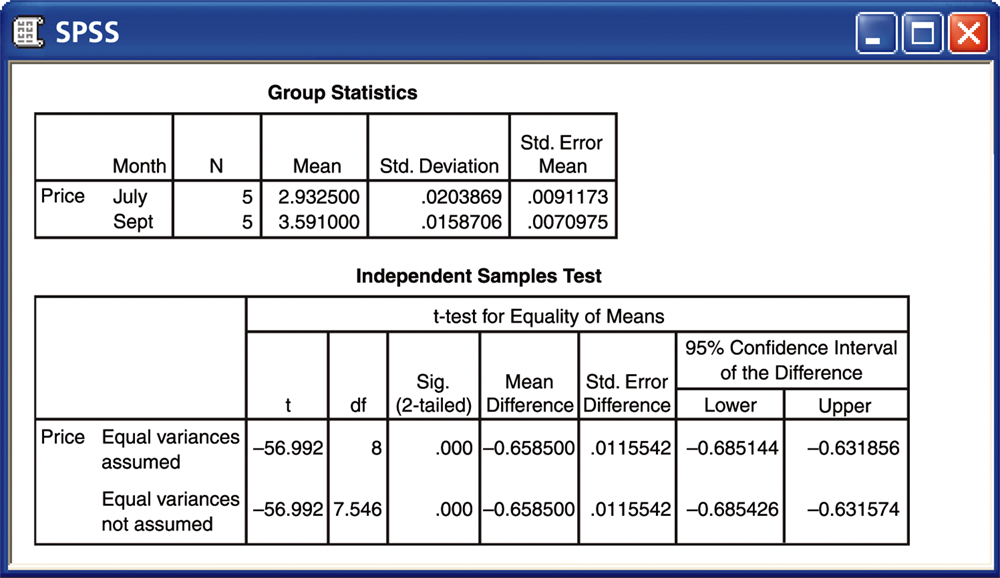 SPSS
Group Statistics
Std. Error
Month N Mean Std. Deviation Mean
Price July 5 2.932500 .0203869 .0091173
Sept 5 3.591000 .0158706 .0070975
Independent Samples Test
t-test for Equality of Means
95% Confidence Interval
of the Difference
Sig. Mean Std. Error
t df (2-tailed) Difference Difference Lower Upper
Price Equal variances
assumed –56.992 8 .000 –0.658500 .0115542 –0.685144 –0.631856
Equal variances
not assumed –56.992 7.546 .000 –0.658500 .0115542 –0.685426 –0.631574